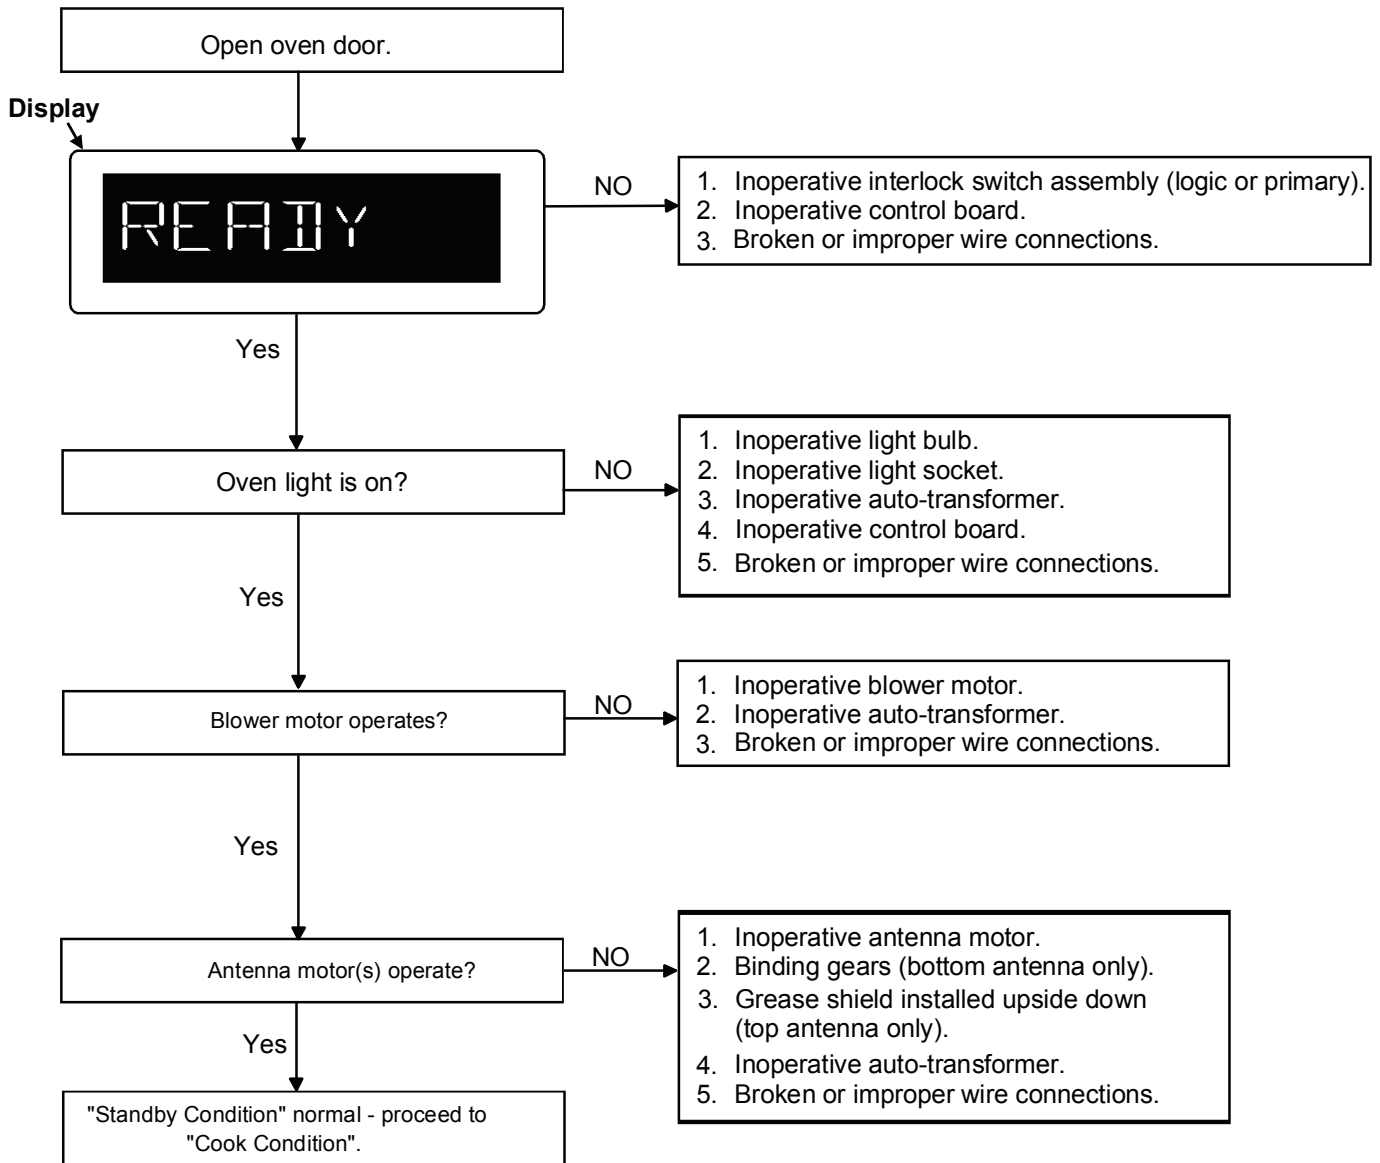 Open oven door.
Display
READY
NO
1. Inoperative interlock switch assembly (logic or primary).
2. Inoperative control board.
3. Broken or improper wire connections.
Yes
Oven light is on?
NO
1. Inoperative light bulb.
2. Inoperative light socket.
3. Inoperative auto-transformer.
4. Inoperative control board.
5. Broken or improper wire connections.
Yes
Blower motor operates?
NO
1. Inoperative blower motor.
2. Inoperative auto-transformer.
3. Broken or improper wire connections.
Yes
Antenna motor(s) operate?
NO
1. Inoperative antenna motor.
2. Binding gears (bottom antenna only).
3. Grease shield installed upside down
(top antenna only).
4. Inoperative auto-transformer.
5. Broken or improper wire connections.
Yes
"Standby Condition" normal - proceed to
"Cook Condition".